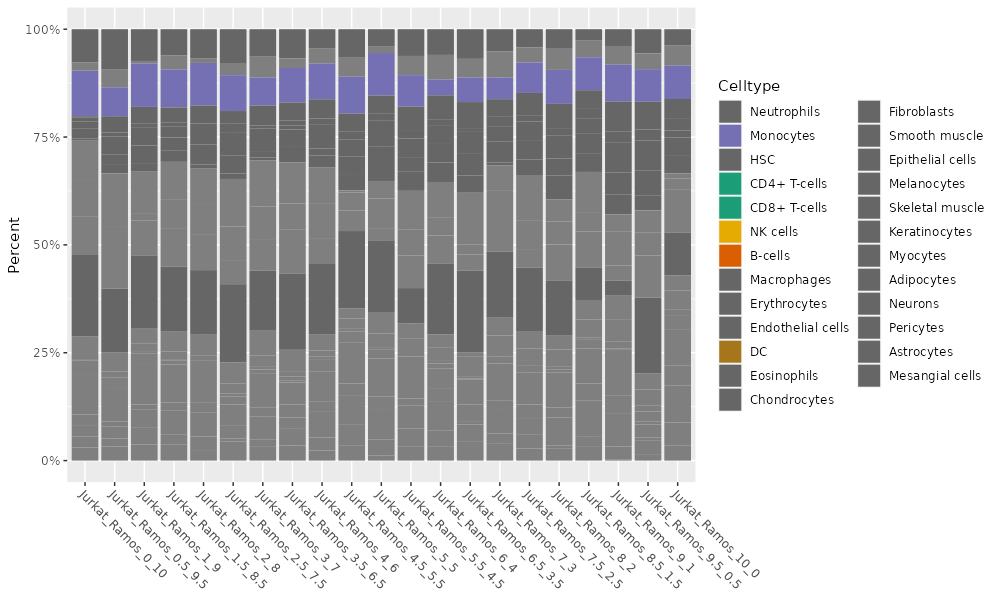 100%
75%
50%
25%
0%
Percent
Jurkat_Ramos_0_10
Jurkat_Ramos_0.5_9.5
Jurkat_Ramos_1_9
Jurkat_Ramos_1.5_8.5
Jurkat_Ramos_2_8
Jurkat_Ramos_2.5_7.5
Jurkat_Ramos_3_7
Jurkat_Ramos_3.5_6.5
Jurkat_Ramos_4_6
Jurkat_Ramos_4.5_5.5
Jurkat_Ramos_5_5
Jurkat_Ramos_5.5_4.5
Jurkat_Ramos_6_4
Jurkat_Ramos_6.5_3.5
Jurkat_Ramos_7_3
Jurkat_Ramos_7.5_2.5
Jurkat_Ramos_8_2
Jurkat_Ramos_8.5_1.5
Jurkat_Ramos_9_1
Jurkat_Ramos_9.5_0.5
Jurkat_Ramos_10_0
Celltype
Neutrophils
Monocytes
HSC
CD4+ T-cells
CD8+ T-cells
NK cells
B-cells
Macrophages
Erythrocytes
Endothelial cells
DC
Eosinophils
Chondrocytes
Fibroblasts
Smooth muscle
Epithelial cells
Melanocytes
Skeletal muscle
Keratinocytes
Myocytes
Adipocytes
Neurons
Pericytes
Astrocytes
Mesangial cells